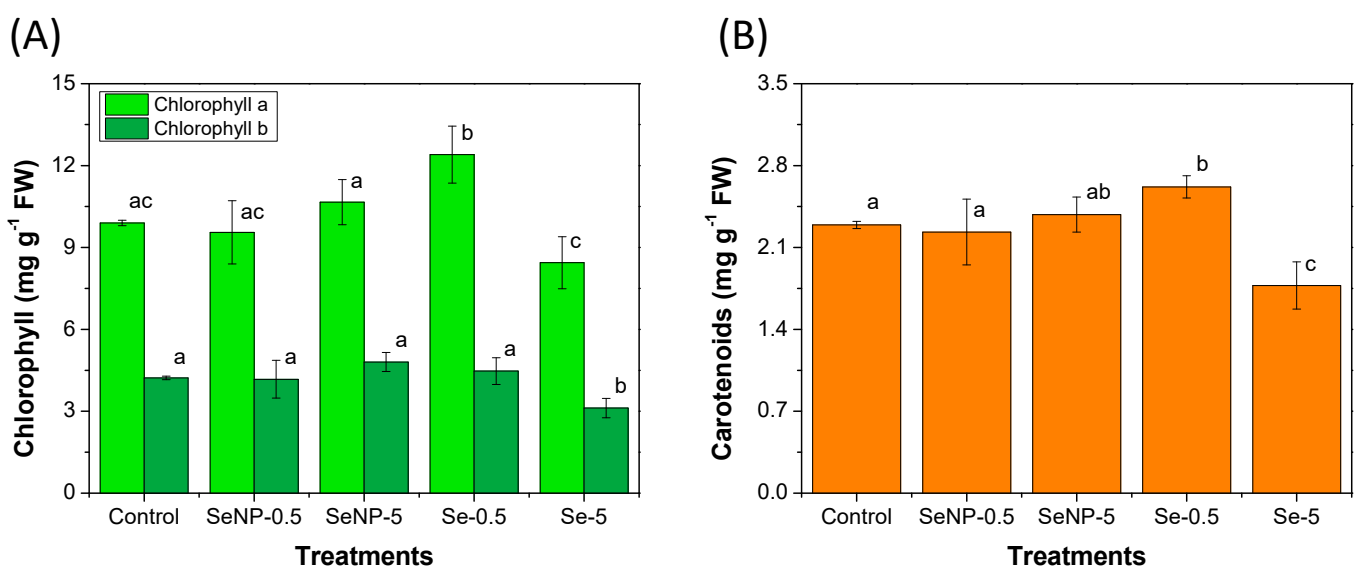 (A)
Chlorophyll (mg g⁻¹ FW)
15
12
9
6
3
0
Chlorophyll a
Chlorophyll b
ac
a
ac
a
a
a
b
a
c
b
Control
SeNP-0.5
SeNP-5
Se-0.5
Se-5
Treatments
(B)
Carotenoids (mg g⁻¹ FW)
3.5
2.8
2.1
1.4
0.7
0.0
a
a
ab
b
c
Control
SeNP-0.5
SeNP-5
Se-0.5
Se-5
Treatments